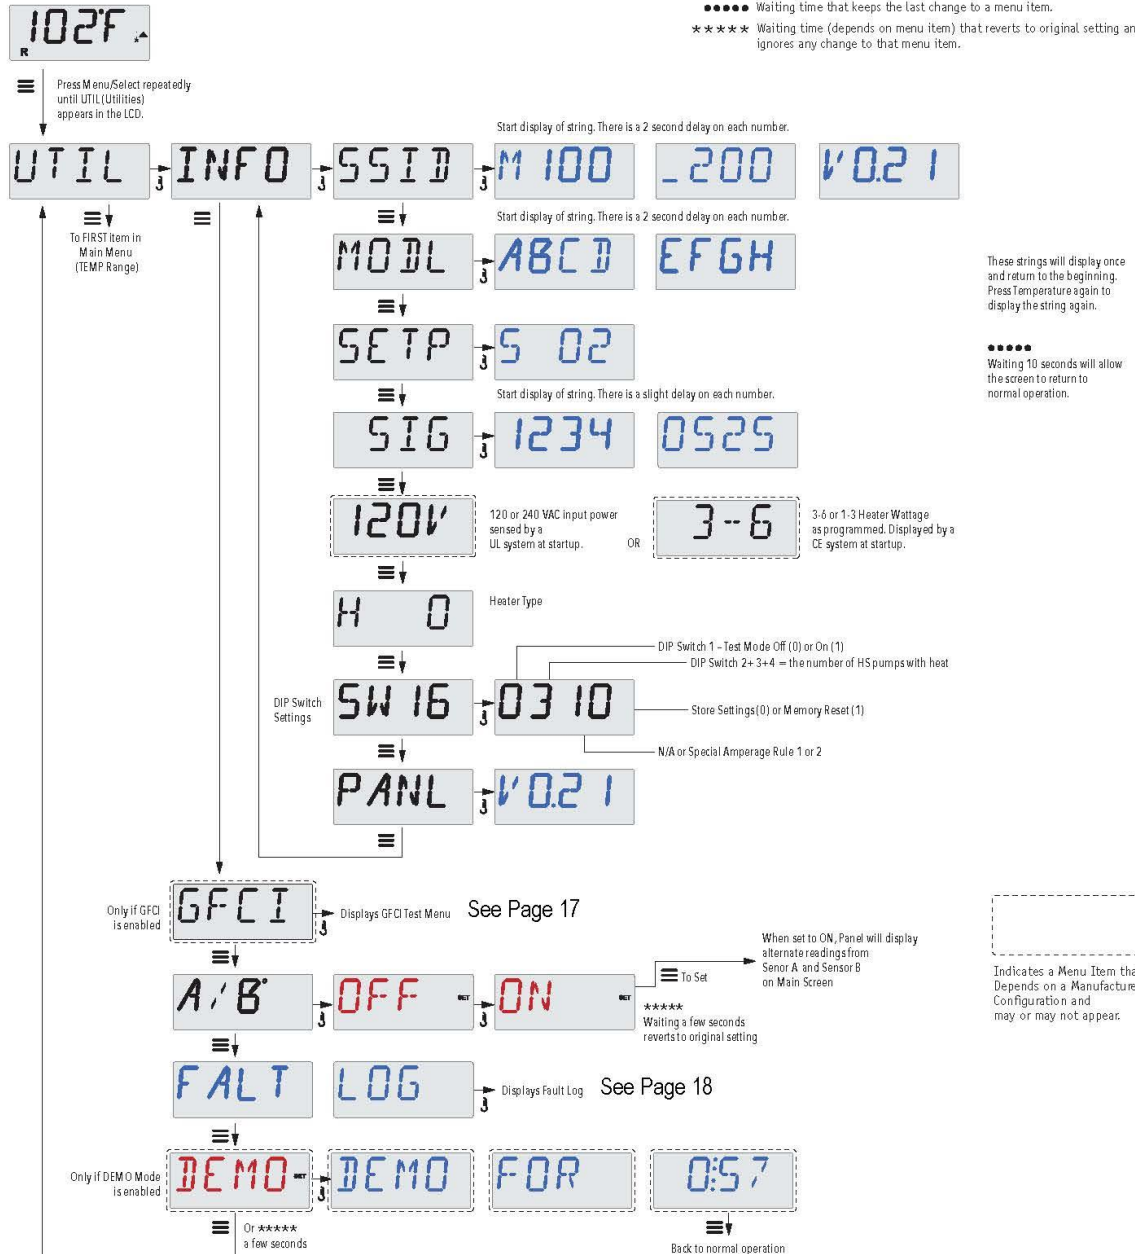 102°F
R
●●●●● Waiting time that keeps the last change to a menu item.
***** Waiting time (depends on menu item) that reverts to original setting an
ignores any change to that menu item.
Press Menu/Select repeatedly
until UTIL (Utilities)
appears in the LCD.
Start display of string. There is a 2 second delay on each number.
UTIL INFO SSID M100 _200 V0.21
To FIRST item in
Main Menu
(TEMP Range)
Start display of string. There is a 2 second delay on each number.
MODL ABCD EFGH
These strings will display once
and return to the beginning.
Press Temperature again to
display the string again.
SETP S 02
●●●●●
Waiting 10 seconds will allow
the screen to return to
normal operation.
Start display of string. There is a slight delay on each number.
SIG 1234 0525
120V
120 or 240 VAC input power
sensed by a
UL system at startup.
OR
3-6
3-6 or 1-3 Heater Wattage
as programmed. Displayed by a
CE system at startup.
H 0
Heater Type
DIP Switch 1 – Test Mode Off (0) or On (1)
DIP Switch 2+ 3+4 = the number of HS pumps with heat
DIP Switch
Settings
SW16 0310
Store Settings (0) or Memory Reset (1)
N/A or Special Amperage Rule 1 or 2
PANL V0.21
Only if GFCI
is enabled
GFCI
Displays GFCI Test Menu See Page 17
A/B° OFF SET ON SET
To Set
When set to ON, Panel will display
alternate readings from
Senor A and Sensor B
on Main Screen
*****
Waiting a few seconds
reverts to original setting
Indicates a Menu Item tha
Depends on a Manufacture
Configuration and
may or may not appear.
FALT LOG
Displays Fault Log See Page 18
Only if DEMO Mode
is enabled
DEMO SET DEMO FOR 0:57
Or *****
a few seconds
Back to normal operation